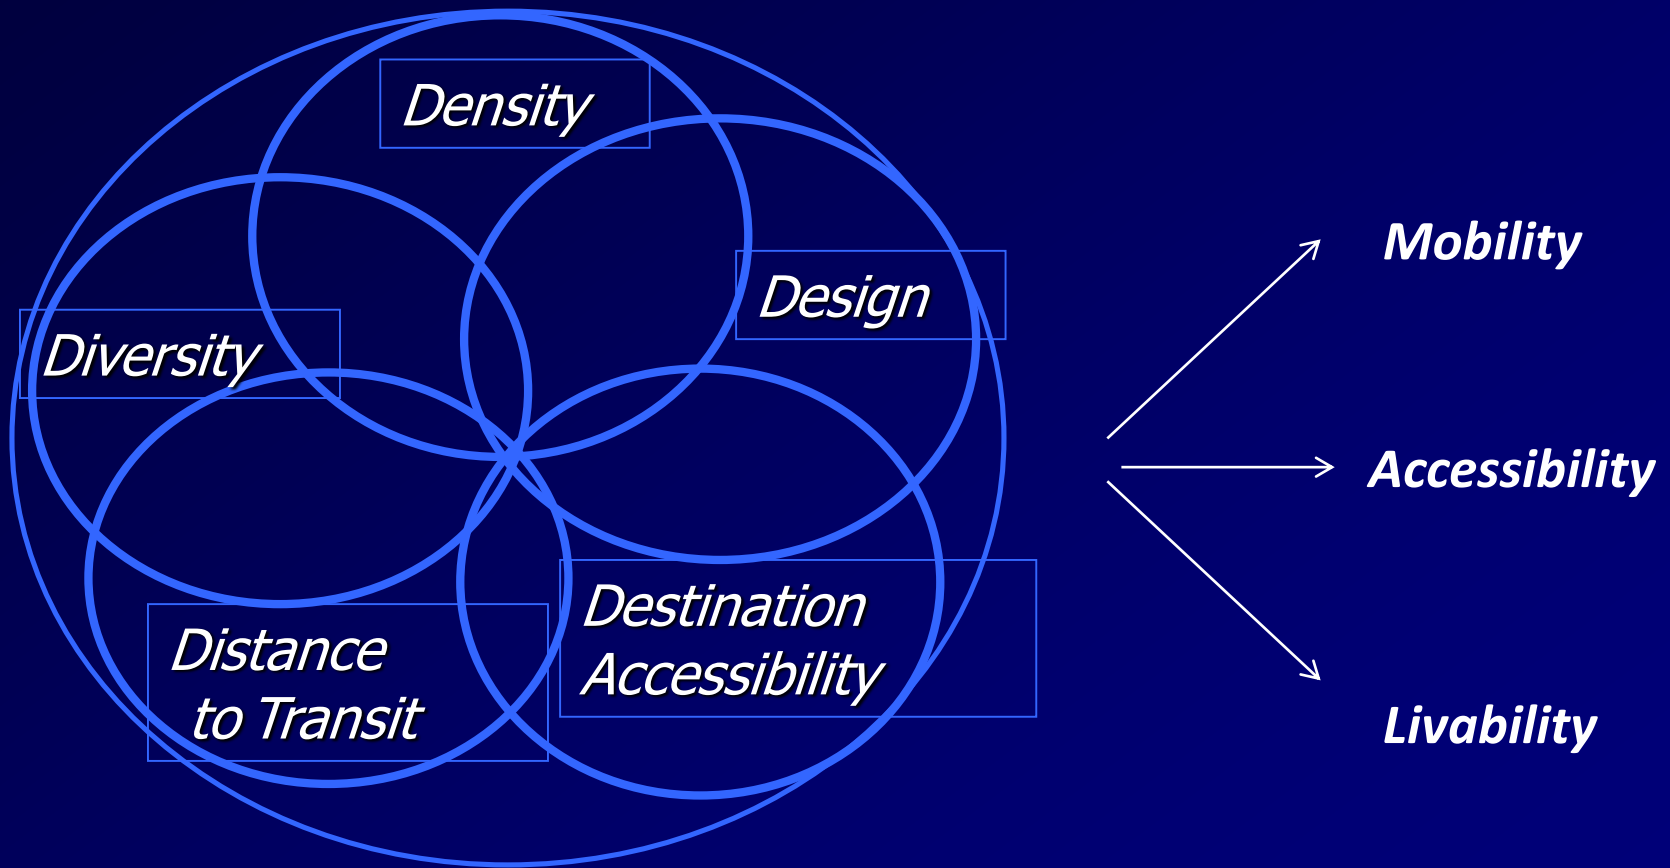 Density
Design
Diversity
Destination
Accessibility
Distance
to Transit
Mobility
Accessibility
Livability